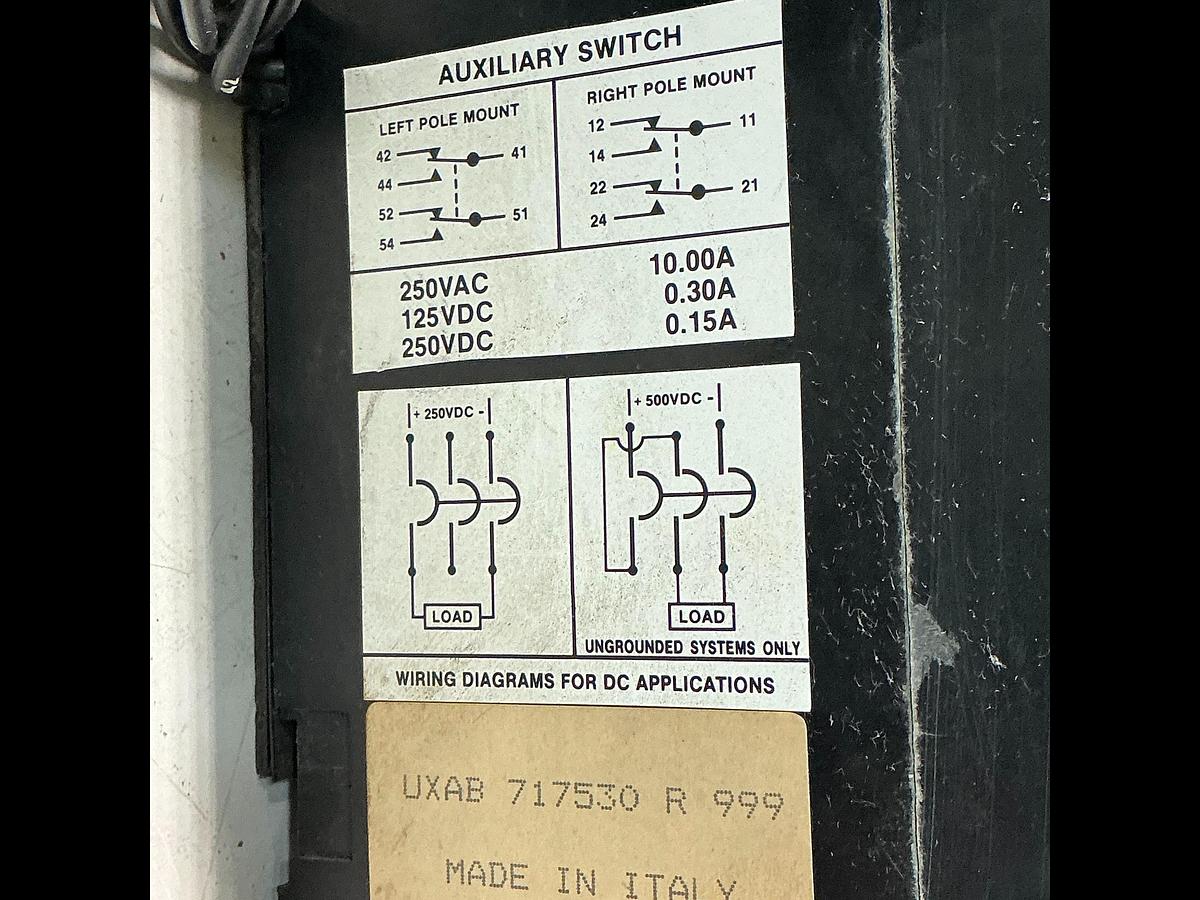 AUXILIARY SWITCH
LEFT POLE MOUNT
42 41
44
52 51
54
RIGHT POLE MOUNT
12 11
14
22 21
24
250VAC 10.00A
125VDC 0.30A
250VDC 0.15A
+ 250VDC -
LOAD
+ 500VDC -
LOAD
UNGROUNDED SYSTEMS ONLY
WIRING DIAGRAMS FOR DC APPLICATIONS
UXAB 717530 R 999
MADE IN ITALY